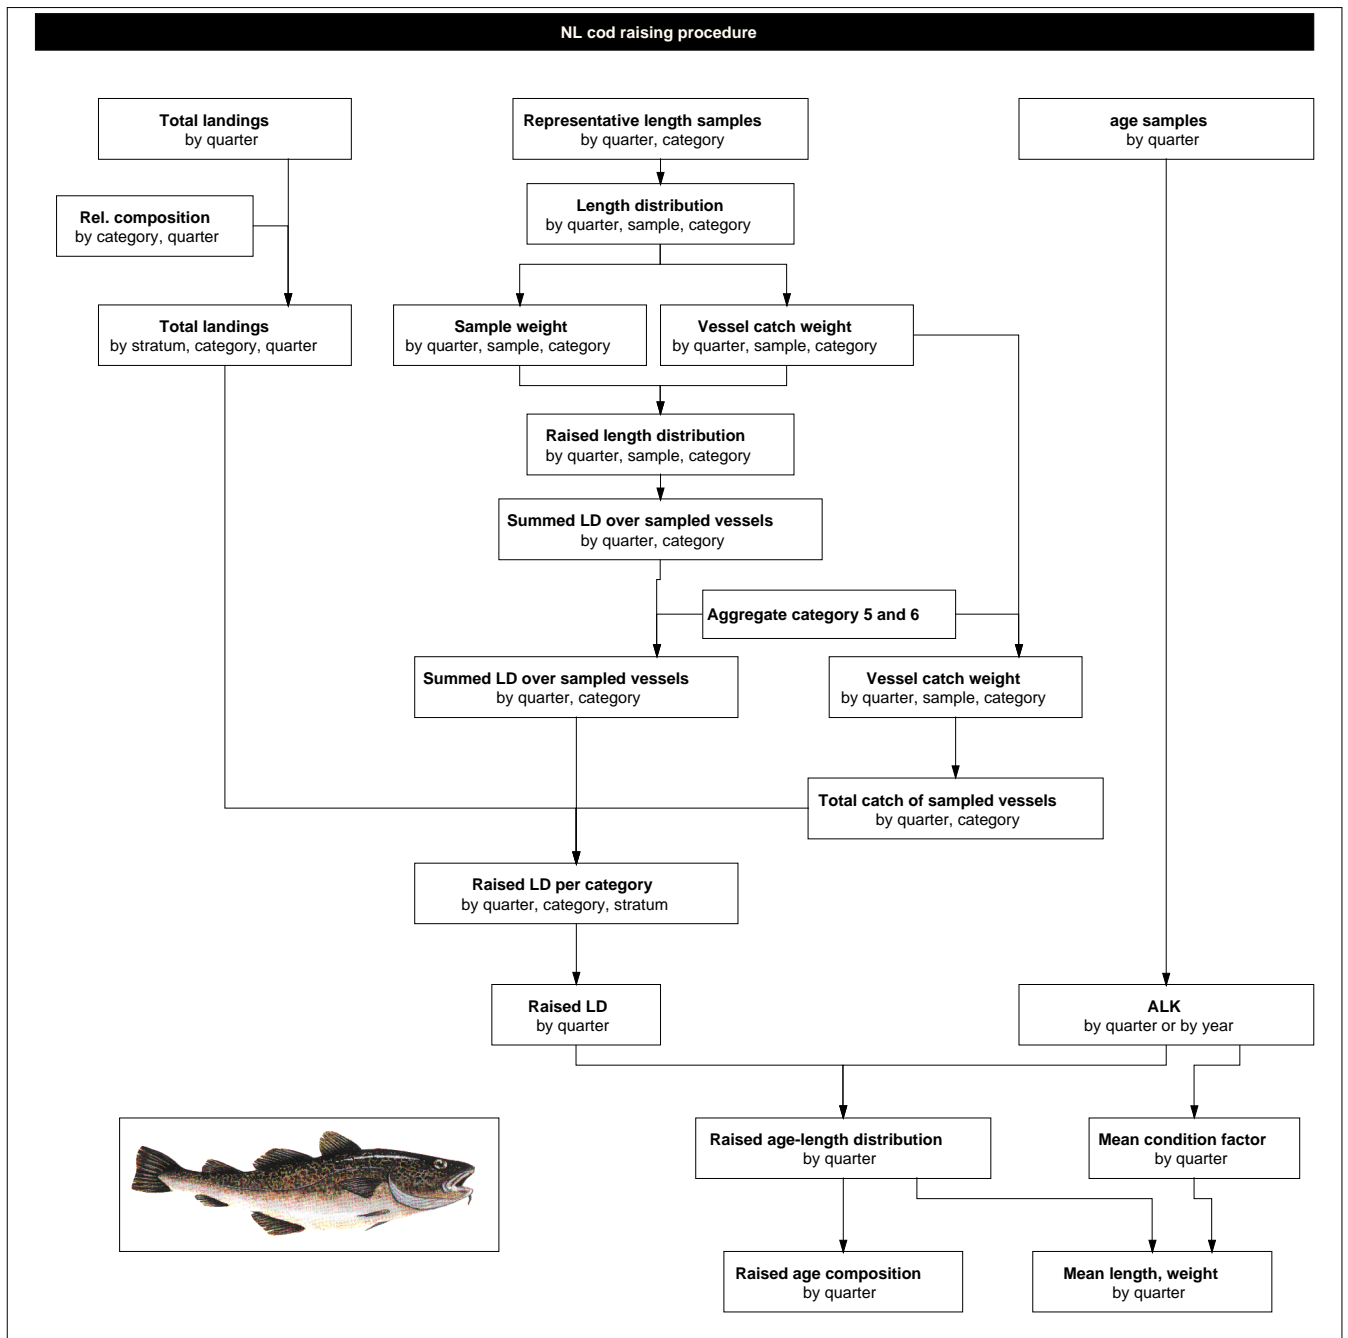 NL cod raising procedure
Total landings
by quarter
Representative length samples
by quarter, category
age samples
by quarter
Rel. composition
by category, quarter
Length distribution
by quarter, sample, category
Total landings
by stratum, category, quarter
Sample weight
by quarter, sample, category
Vessel catch weight
by quarter, sample, category
Raised length distribution
by quarter, sample, category
Summed LD over sampled vessels
by quarter, category
Aggregate category 5 and 6
Summed LD over sampled vessels
by quarter, category
Vessel catch weight
by quarter, sample, category
Total catch of sampled vessels
by quarter, category
Raised LD per category
by quarter, category, stratum
Raised LD
by quarter
ALK
by quarter or by year
Raised age-length distribution
by quarter
Mean condition factor
by quarter
Raised age composition
by quarter
Mean length, weight
by quarter